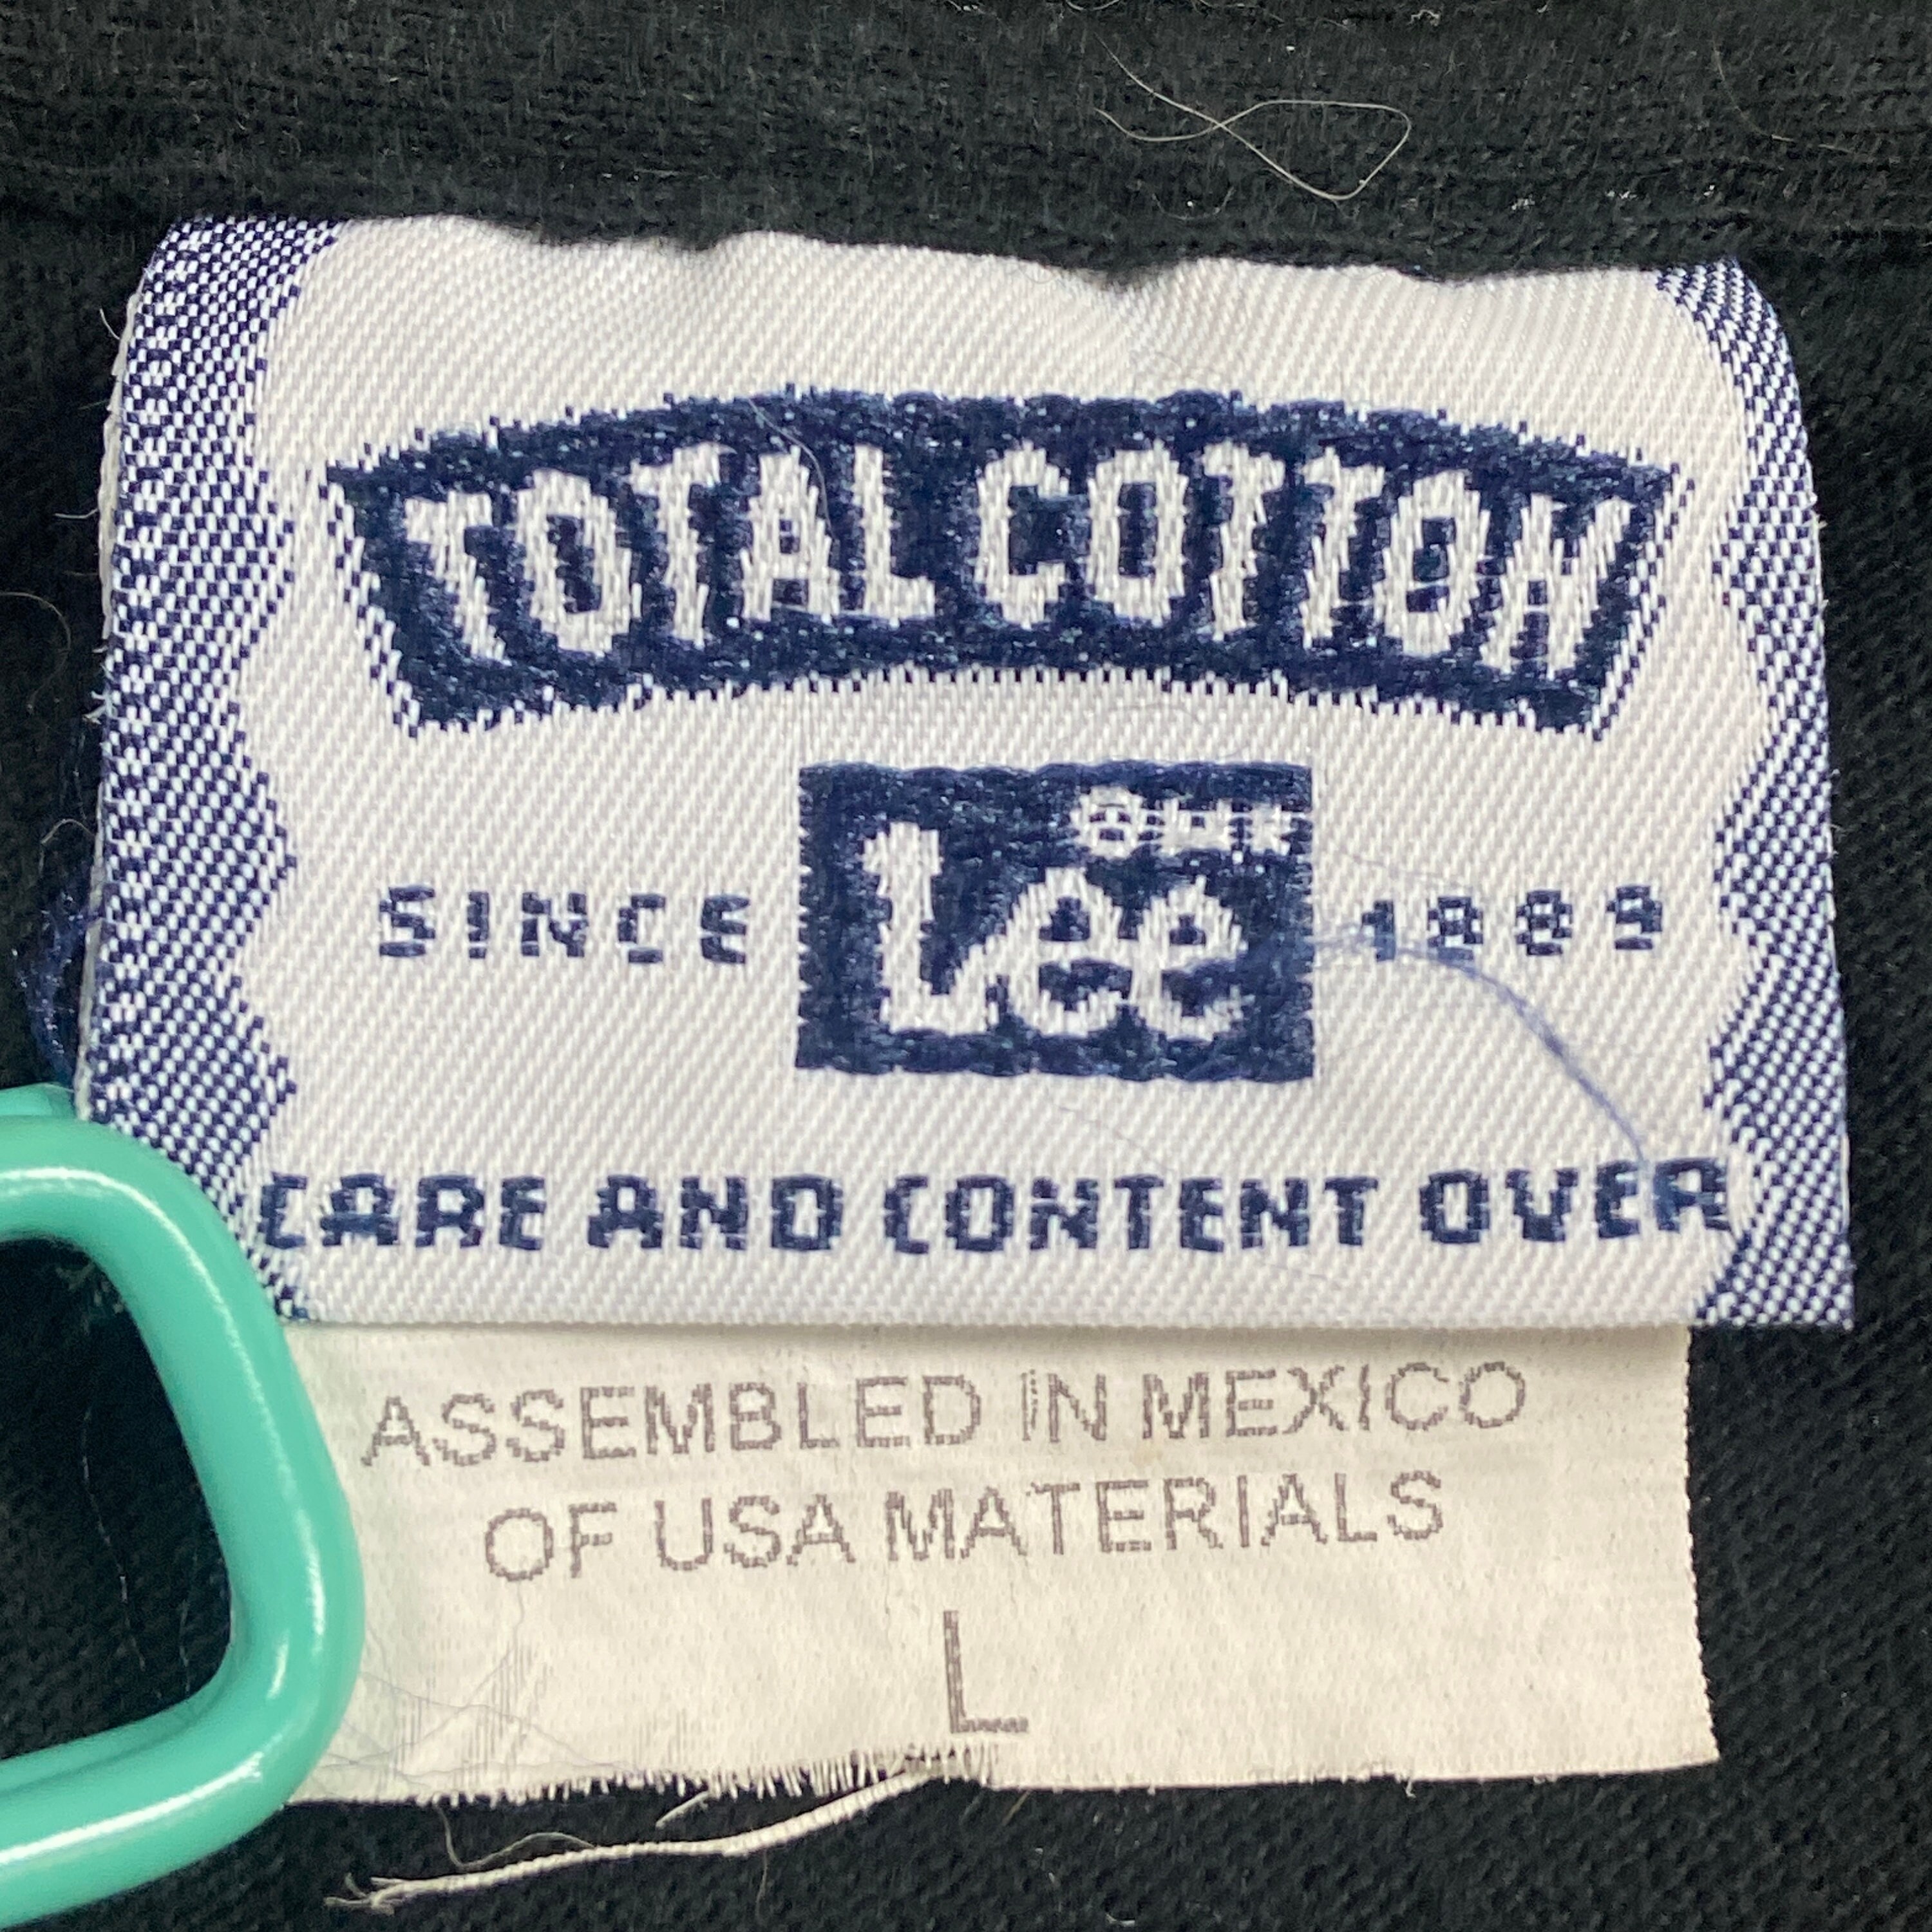 TOTAL COTTON
SINCE Lee 1889
CARE AND CONTENT OVER
ASSEMBLED IN MEXICO
OF USA MATERIALS
L